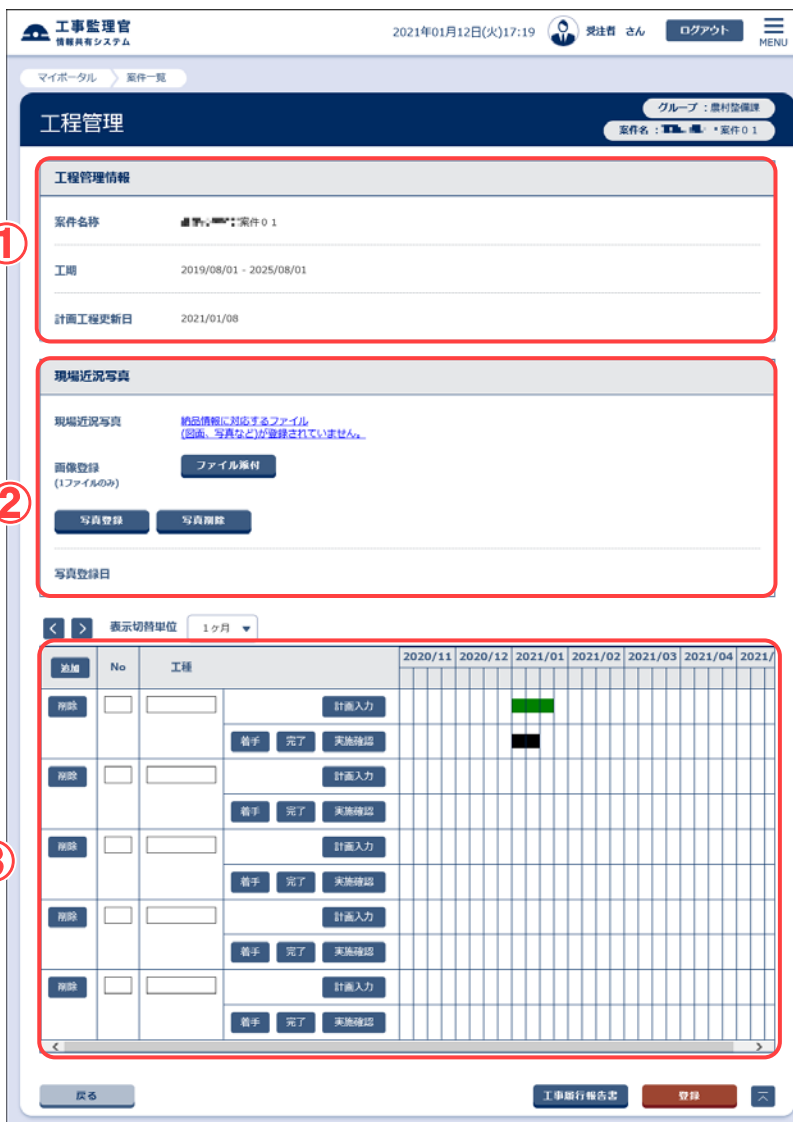 工事監理官
情報共有システム
2021年01月12日(火)17:19
受注者 さん
ログアウト
MENU
マイポータル
案件一覧
工程管理
グループ：農村整備課
案件名：
・案件０１
①
工程管理情報
案件名称
案件０１
工期
2019/08/01 - 2025/08/01
計画工程更新日
2021/01/08
②
現場近況写真
現場近況写真
納品情報に対応するファイル
(図面、写真など)が登録されていません。
画像登録
(1ファイルのみ)
ファイル添付
写真登録
写真削除
写真登録日
表示切替単位
1ヶ月
③
追加
No
工種
2020/11 2020/12 2021/01 2021/02 2021/03 2021/04 2021/
削除
計画入力
着手 完了 実施確認
削除
計画入力
着手 完了 実施確認
削除
計画入力
着手 完了 実施確認
削除
計画入力
着手 完了 実施確認
削除
計画入力
着手 完了 実施確認
戻る
工事履行報告書
登録